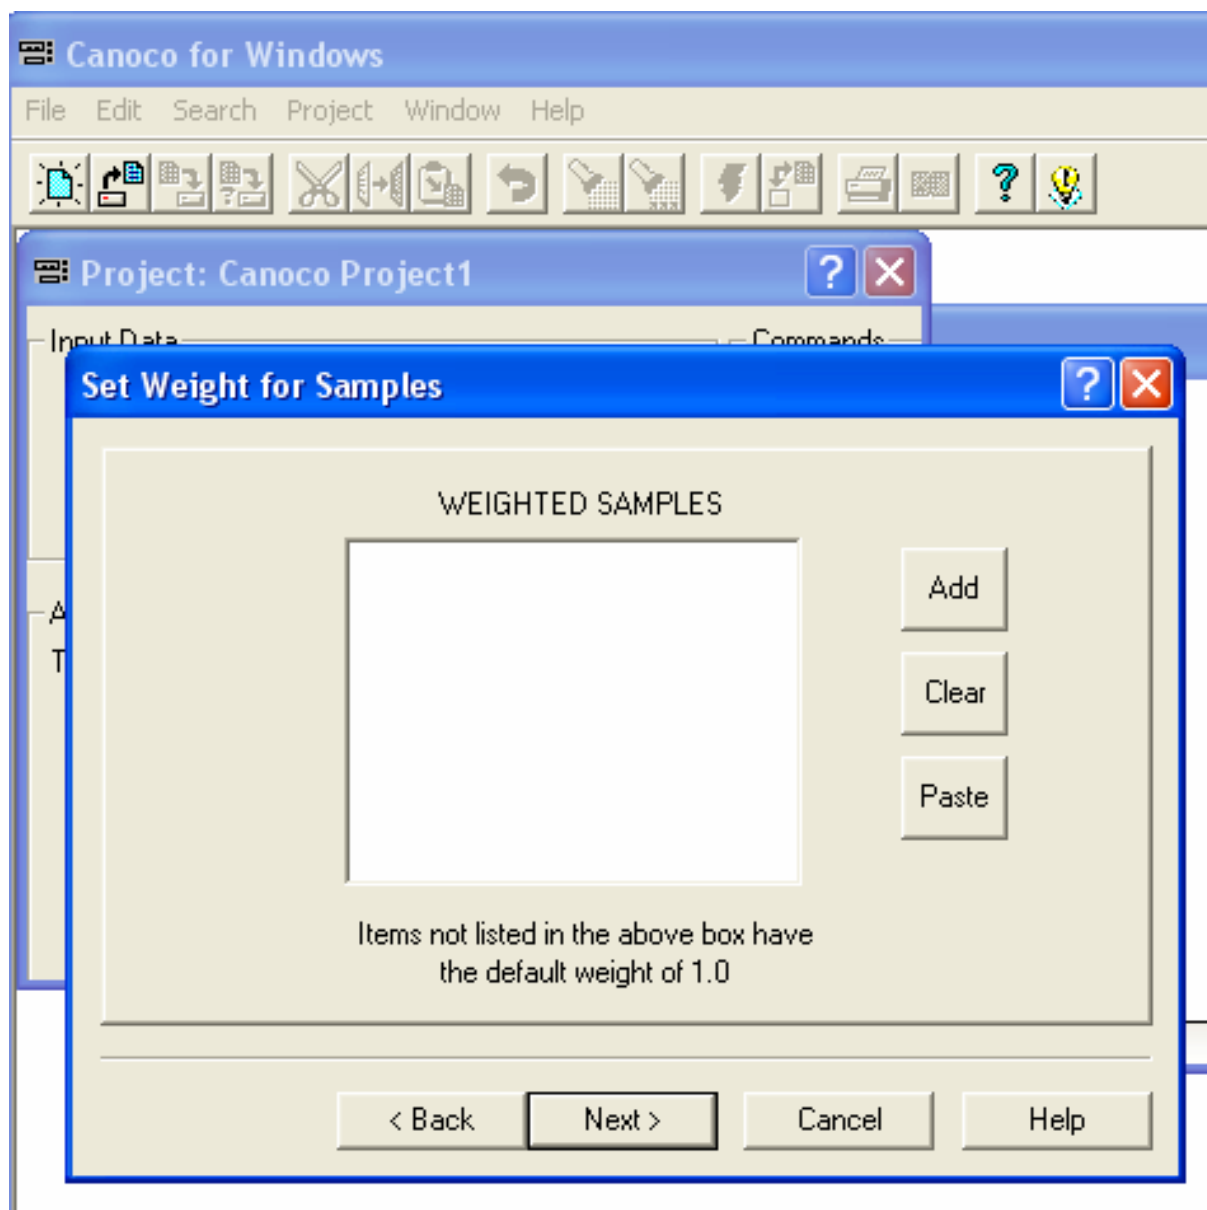 Canoco for Windows
File Edit Search Project Window Help
Project: Canoco Project1
Input Data Commands
Set Weight for Samples
WEIGHTED SAMPLES
Add
Clear
Paste
A
T
Items not listed in the above box have
the default weight of 1.0
< Back Next > Cancel Help